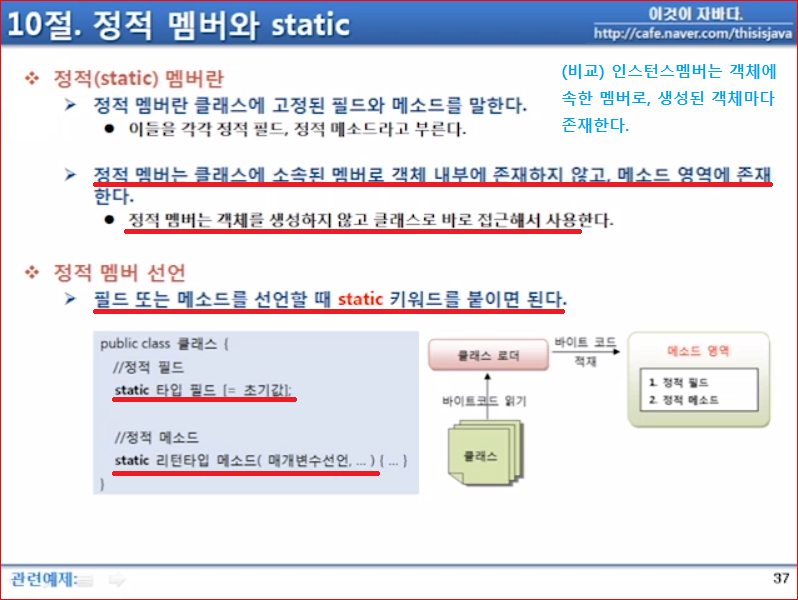 10절. 정적 멤버와 static
이것이 자바다.
http://cafe.naver.com/thisisjava
(비교) 인스턴스멤버는 객체에
속한 멤버로, 생성된 객체마다
존재한다.
정적(static) 멤버란
정적 멤버란 클래스에 고정된 필드와 메소드를 말한다.
이들을 각각 정적 필드, 정적 메소드라고 부른다.
정적 멤버는 클래스에 소속된 멤버로 객체 내부에 존재하지 않고, 메소드 영역에 존재
한다.
정적 멤버는 객체를 생성하지 않고 클래스로 바로 접근해서 사용한다.
정적 멤버 선언
필드 또는 메소드를 선언할 때 static 키워드를 붙이면 된다.
public class 클래스 {
//정적 필드
static 타입 필드 [= 초기값];
//정적 메소드
static 리턴타입 메소드( 매개변수선언, ... ) { ... }
}
클래스 로더
바이트 코드
적재
메소드 영역
1. 정적 필드
2. 정적 메소드
바이트코드 읽기
클래스
관련예제:
37